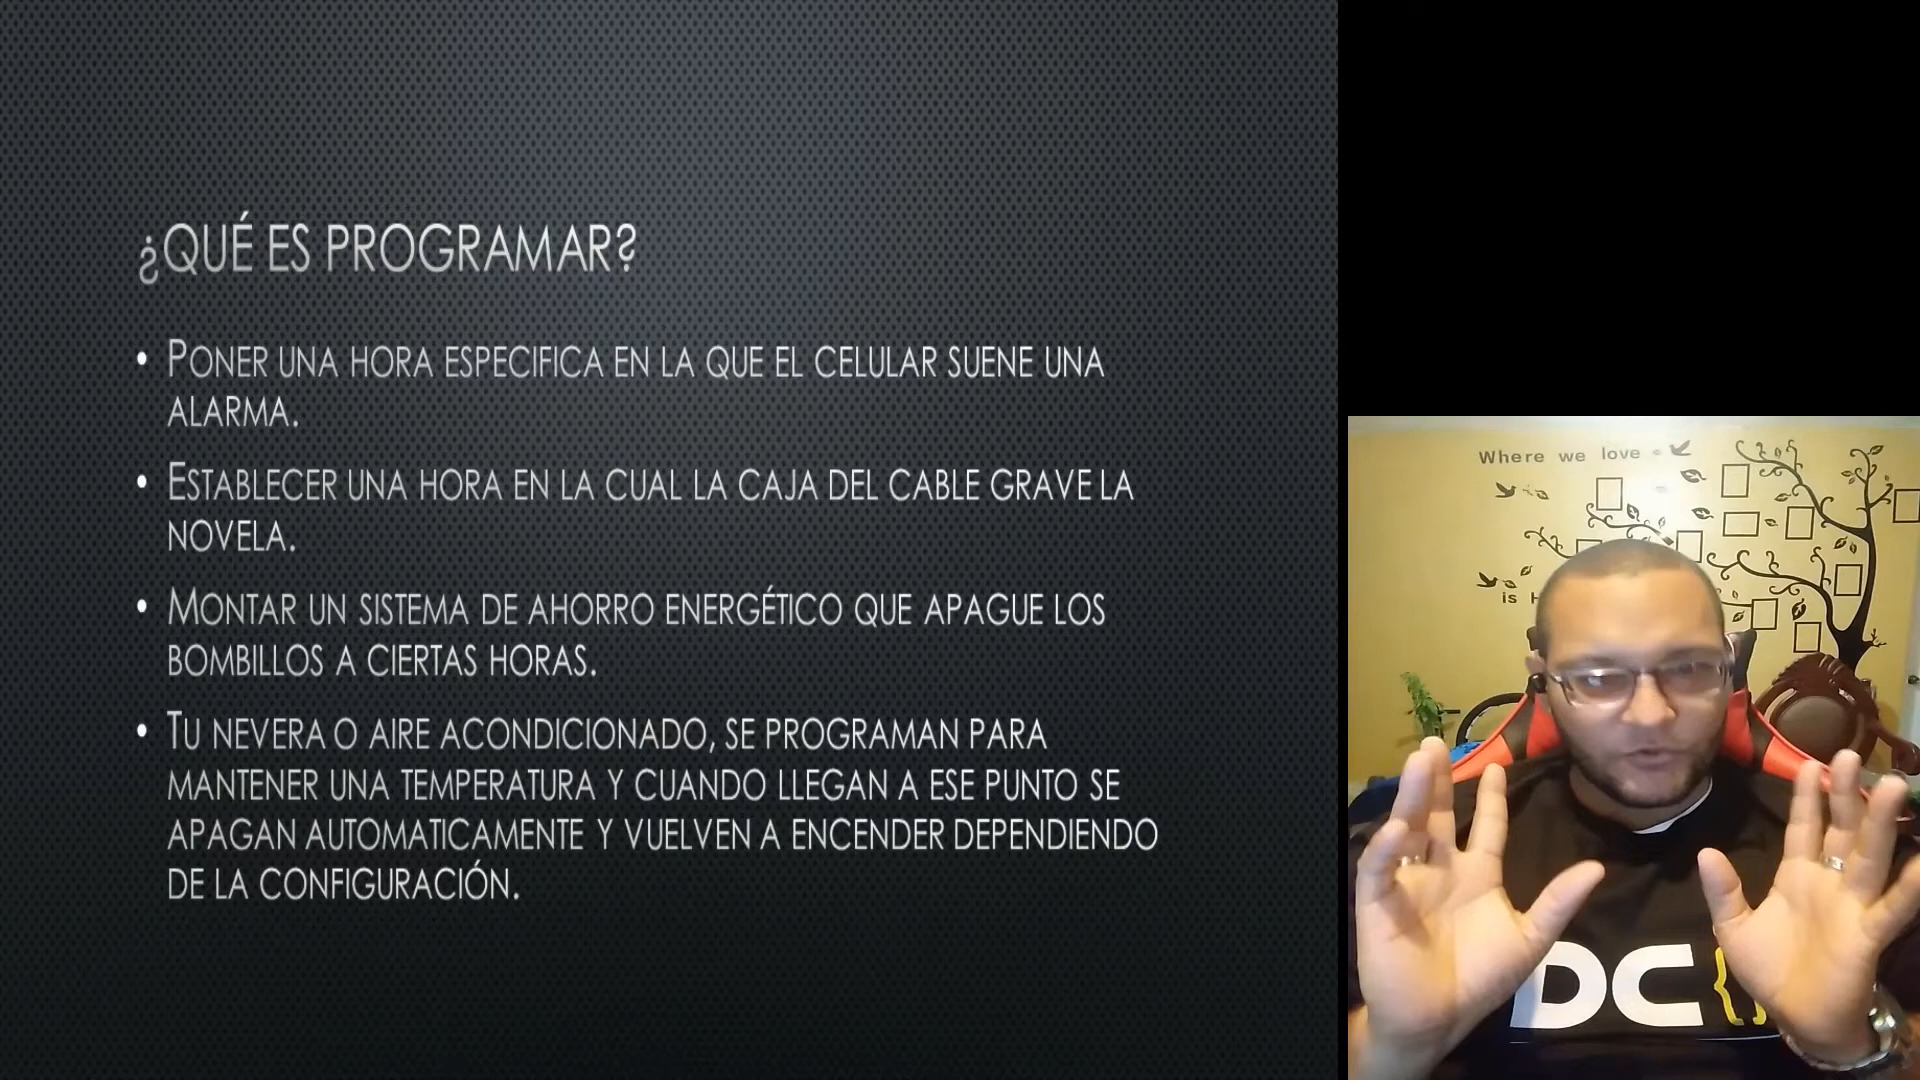 ¿QUÉ ES PROGRAMAR?
• PONER UNA HORA ESPECIFICA EN LA QUE EL CELULAR SUENE UNA
ALARMA.
• ESTABLECER UNA HORA EN LA CUAL LA CAJA DEL CABLE GRAVE LA
NOVELA.
• MONTAR UN SISTEMA DE AHORRO ENERGÉTICO QUE APAGUE LOS
BOMBILLOS A CIERTAS HORAS.
• TU NEVERA O AIRE ACONDICIONADO, SE PROGRAMAN PARA
MANTENER UNA TEMPERATURA Y CUANDO LLEGAN A ESE PUNTO SE
APAGAN AUTOMATICAMENTE Y VUELVEN A ENCENDER DEPENDIENDO
DE LA CONFIGURACIÓN.
Where we love
is
DC{}